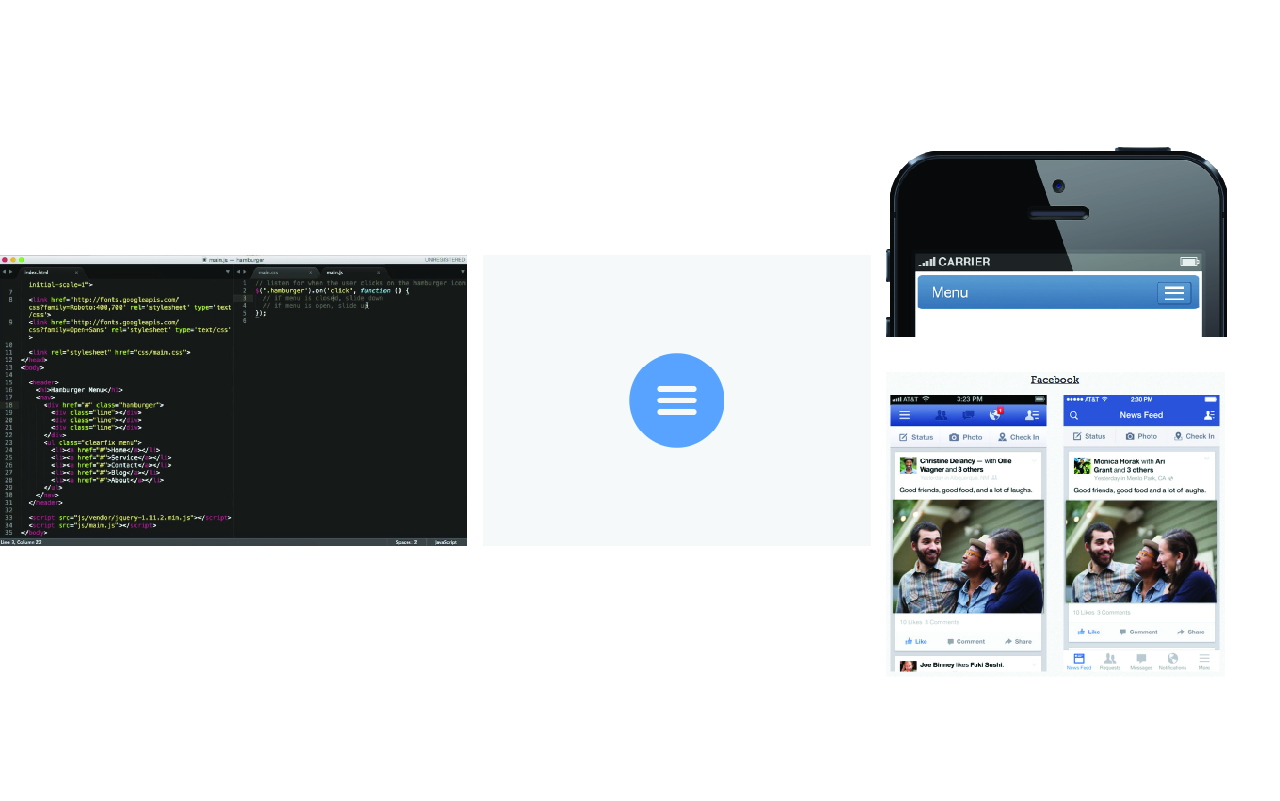 main.js — hamburger
UNREGISTERED
index.html
main.css
main.js
initial-scale=1">
7
8
<link href='http://fonts.googleapis.com/
css?family=Roboto:400,700' rel='stylesheet' type='text
/css'>
9
<link href='http://fonts.googleapis.com/
css?family=Open+Sans' rel='stylesheet' type='text/css'
>
10
11 <link rel="stylesheet" href="css/main.css">
12 </head>
13 <body>
14
15 <header>
16 <h1>Hamburger Menu</h1>
17 <nav>
18 <div href="#" class="hamburger">
19 <div class="line"></div>
20 <div class="line"></div>
21 <div class="line"></div>
22 </div>
23 <ul class="clearfix menu">
24 <li><a href="#">Home</a></li>
25 <li><a href="#">Service</a></li>
26 <li><a href="#">Contact</a></li>
27 <li><a href="#">Blog</a></li>
28 <li><a href="#">About</a></li>
29 </ul>
30 </nav>
31 </header>
32
33 <script src="js/vendor/jquery-1.11.2.min.js"></script>
34 <script src="js/main.js"></script>
35 </body>
1 // listen for when the user clicks on the hamburger icon
2 $('.hamburger').on('click', function () {
3 // if menu is closed, slide down
4 // if menu is open, slide up
5 });
6
Line 3, Column 23
Spaces: 2
JavaScript
CARRIER
Menu
Facebook
AT&T 3:23 PM
Status Photo Check In
Christine Delancy — with Ollie
Wagner and 3 others
Good friends, good food, and a lot of laughs.
10 Likes 3 Comments
Like Comment Share
Joe Binney likes Fuki Sushi.
AT&T 2:30 PM
News Feed
Status Photo Check In
Monica Horak with Ari
Grant and 3 others
Yesterday in Menlo Park, CA
Good friends, good food and a lot of laughs.
10 Likes 3 Comments
Like Comment Share
News Feed Requests Messages Notifications More